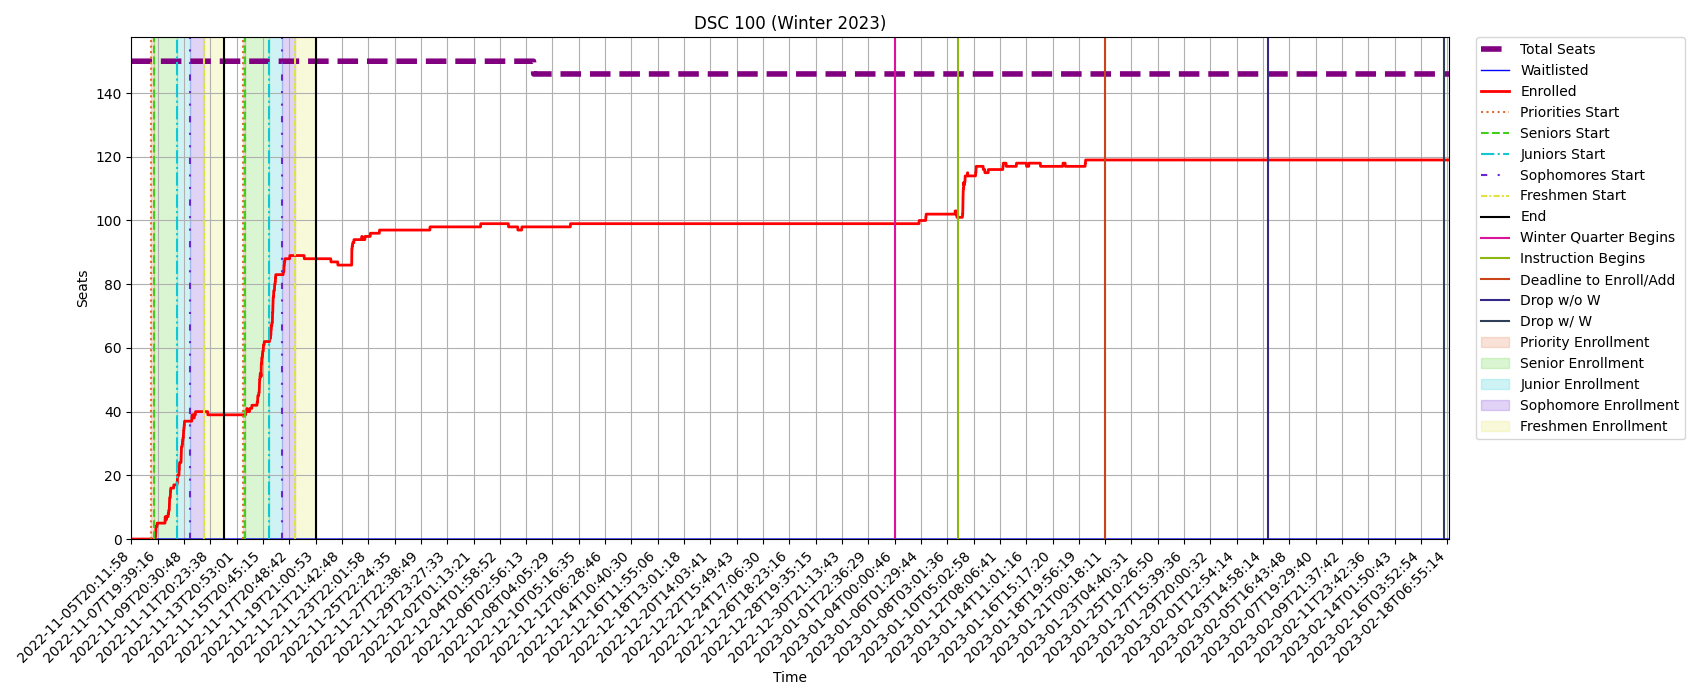 DSC 100 (Winter 2023)
Seats
140
120
100
80
60
40
20
0
2022-11-05T20:11:58
2022-11-07T19:39:16
2022-11-09T20:30:48
2022-11-11T20:23:38
2022-11-13T20:53:01
2022-11-15T20:45:15
2022-11-17T20:48:42
2022-11-19T21:00:53
2022-11-21T21:42:48
2022-11-23T22:01:58
2022-11-25T22:24:35
2022-11-27T22:38:49
2022-11-29T23:27:33
2022-12-02T01:13:21
2022-12-04T01:58:52
2022-12-06T02:56:13
2022-12-08T04:05:29
2022-12-10T05:16:35
2022-12-12T06:28:46
2022-12-14T10:40:30
2022-12-16T11:55:06
2022-12-18T13:01:18
2022-12-20T14:03:41
2022-12-22T15:49:43
2022-12-24T17:06:30
2022-12-26T18:23:16
2022-12-28T19:35:15
2022-12-30T21:13:43
2023-01-01T22:36:29
2023-01-04T00:00:46
2023-01-06T01:29:44
2023-01-08T03:01:36
2023-01-10T05:02:58
2023-01-12T08:06:41
2023-01-14T11:01:16
2023-01-16T15:17:20
2023-01-18T19:56:19
2023-01-21T00:18:11
2023-01-23T04:40:31
2023-01-25T10:26:50
2023-01-27T15:39:36
2023-01-29T20:00:32
2023-02-01T12:54:14
2023-02-03T14:58:14
2023-02-05T16:43:48
2023-02-07T19:29:40
2023-02-09T21:37:42
2023-02-11T23:42:36
2023-02-14T01:50:43
2023-02-16T03:52:54
2023-02-18T06:55:14
Time
Total Seats
Waitlisted
Enrolled
Priorities Start
Seniors Start
Juniors Start
Sophomores Start
Freshmen Start
End
Winter Quarter Begins
Instruction Begins
Deadline to Enroll/Add
Drop w/o W
Drop w/ W
Priority Enrollment
Senior Enrollment
Junior Enrollment
Sophomore Enrollment
Freshmen Enrollment